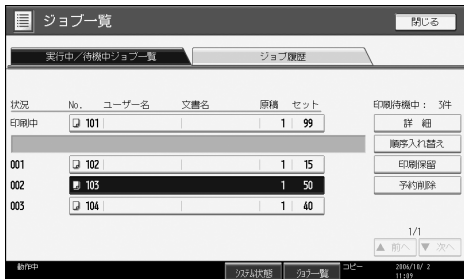 ジョブ一覧 閉じる
実行中/待機中ジョブ一覧 ジョブ履歴
状況 No. ユーザー名 文書名 原稿 セット 印刷待機中： 3件
印刷中 101 1 99 詳 細
順序入れ替え
001 102 1 15 印刷保留
002 103 1 50 予約削除
003 104 1 40
1/1
▲ 前へ ▼ 次へ
動作中 システム状態 ジョブ一覧 コピー 2006/10/ 2
11:09